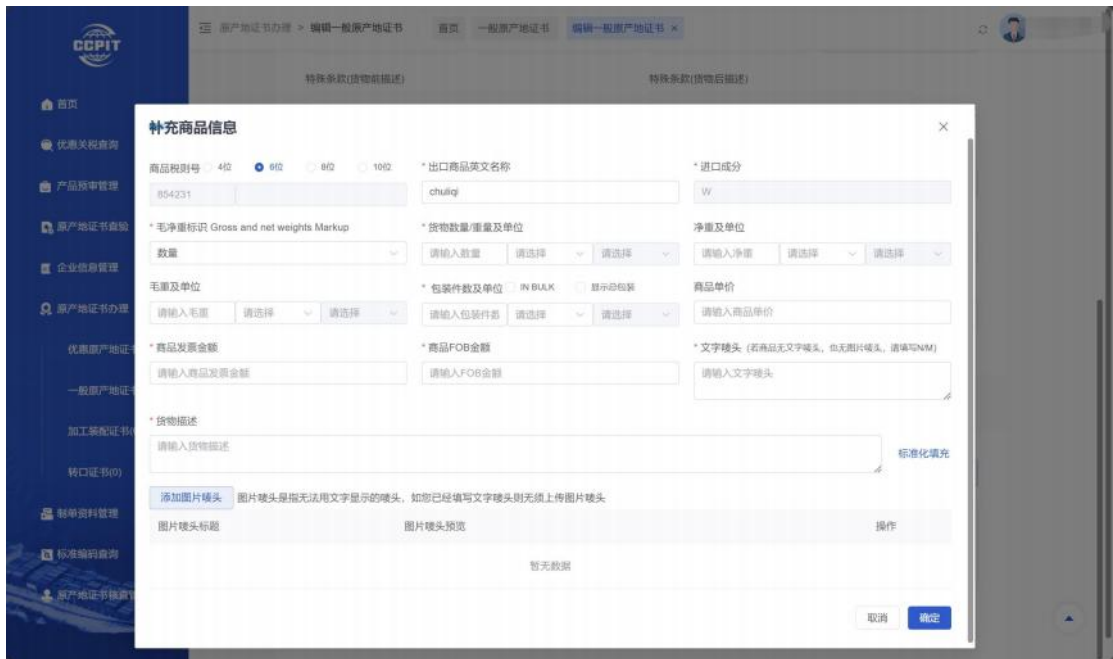 CCPIT
原产地证书办理 > 编辑一般原产地证书 首页 一般原产地证书 编辑一般原产地证书 ×
特殊条款(货物前描述) 特殊条款(货物后描述)
首页
优惠关税查询
产品预审管理
原产地证书查验
企业信息管理
原产地证书办理
优惠原产地证书
一般原产地证书
加工装配证书(
转口证书(0)
制单资料管理
标准编码查询
原产地证书核查
补充商品信息 ×
商品税则号 4位 6位 8位 10位 * 出口商品英文名称 * 进口成分
854231 chuliqi W
* 毛净重标识 Gross and net weights Markup * 货物数量/重量及单位 净重及单位
数量 请输入数量 请选择 请选择 请输入净重 请选择 请选择
毛重及单位 * 包装件数及单位 IN BULK 显示总包装 商品单价
请输入毛重 请选择 请选择 请输入包装件数 请选择 请选择 请输入商品单价
* 商品发票金额 * 商品FOB金额 * 文字唛头 (若商品无文字唛头，也无图片唛头，请填写N/M)
请输入商品发票金额 请输入FOB金额 请输入文字唛头
* 货物描述
请输入货物描述 标准化填充
添加图片唛头 图片唛头是指无法用文字显示的唛头，如您已经填写文字唛头则无须上传图片唛头
图片唛头标题 图片唛头预览 操作
暂无数据
取消 确定